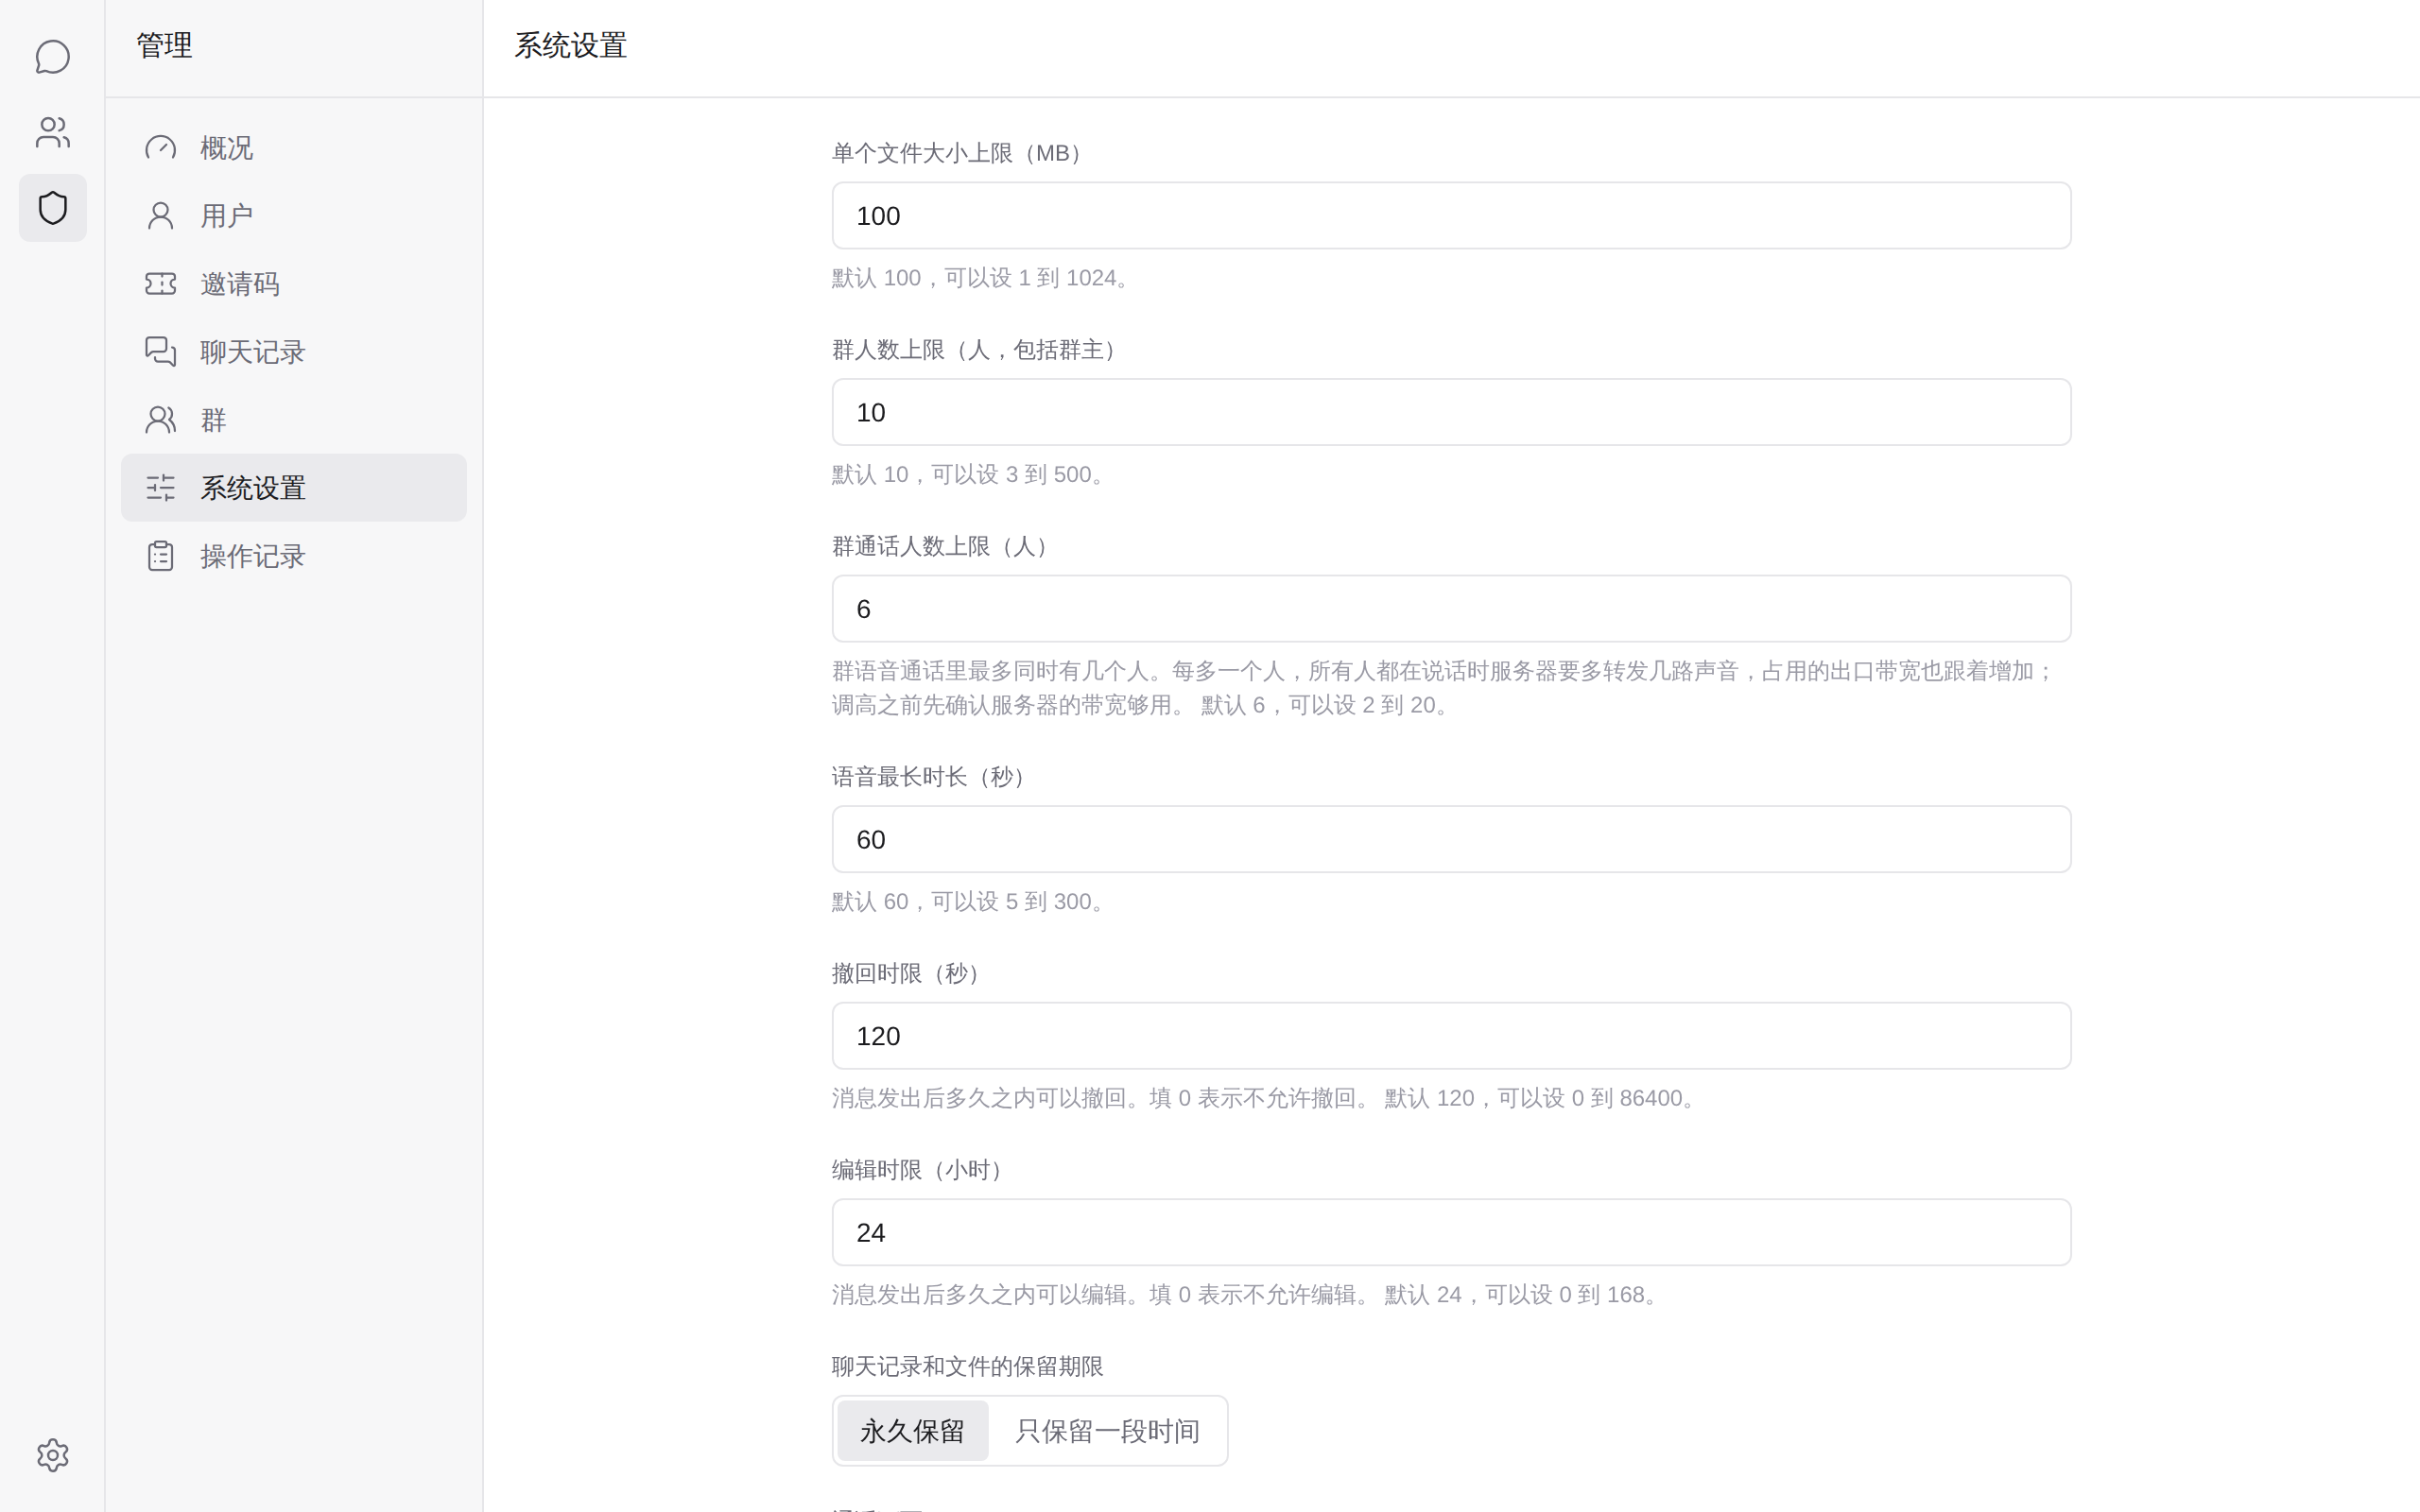 管理
概况
用户
邀请码
聊天记录
群
系统设置
操作记录
系统设置
单个文件大小上限（MB）
100
默认 100，可以设 1 到 1024。
群人数上限（人，包括群主）
10
默认 10，可以设 3 到 500。
群通话人数上限（人）
6
群语音通话里最多同时有几个人。每多一个人，所有人都在说话时服务器要多转发几路声音，占用的出口带宽也跟着增加；
调高之前先确认服务器的带宽够用。 默认 6，可以设 2 到 20。
语音最长时长（秒）
60
默认 60，可以设 5 到 300。
撤回时限（秒）
120
消息发出后多久之内可以撤回。填 0 表示不允许撤回。 默认 120，可以设 0 到 86400。
编辑时限（小时）
24
消息发出后多久之内可以编辑。填 0 表示不允许编辑。 默认 24，可以设 0 到 168。
聊天记录和文件的保留期限
永久保留 只保留一段时间